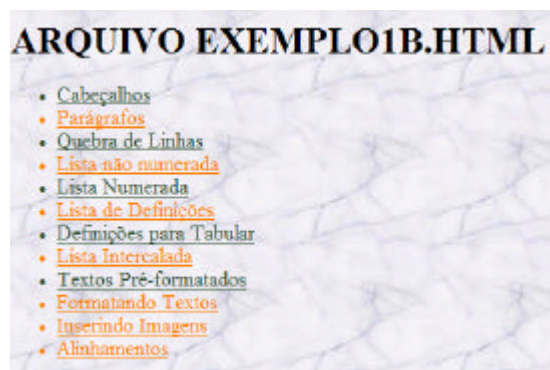 ARQUIVO EXEMPLO1B.HTML
Cabeçalhos
Parágrafos
Quebra de Linhas
Lista não numerada
Lista Numerada
Lista de Definições
Definições para Tabular
Lista Intercalada
Textos Pré-formatados
Formatando Textos
Inserindo Imagens
Alinhamentos